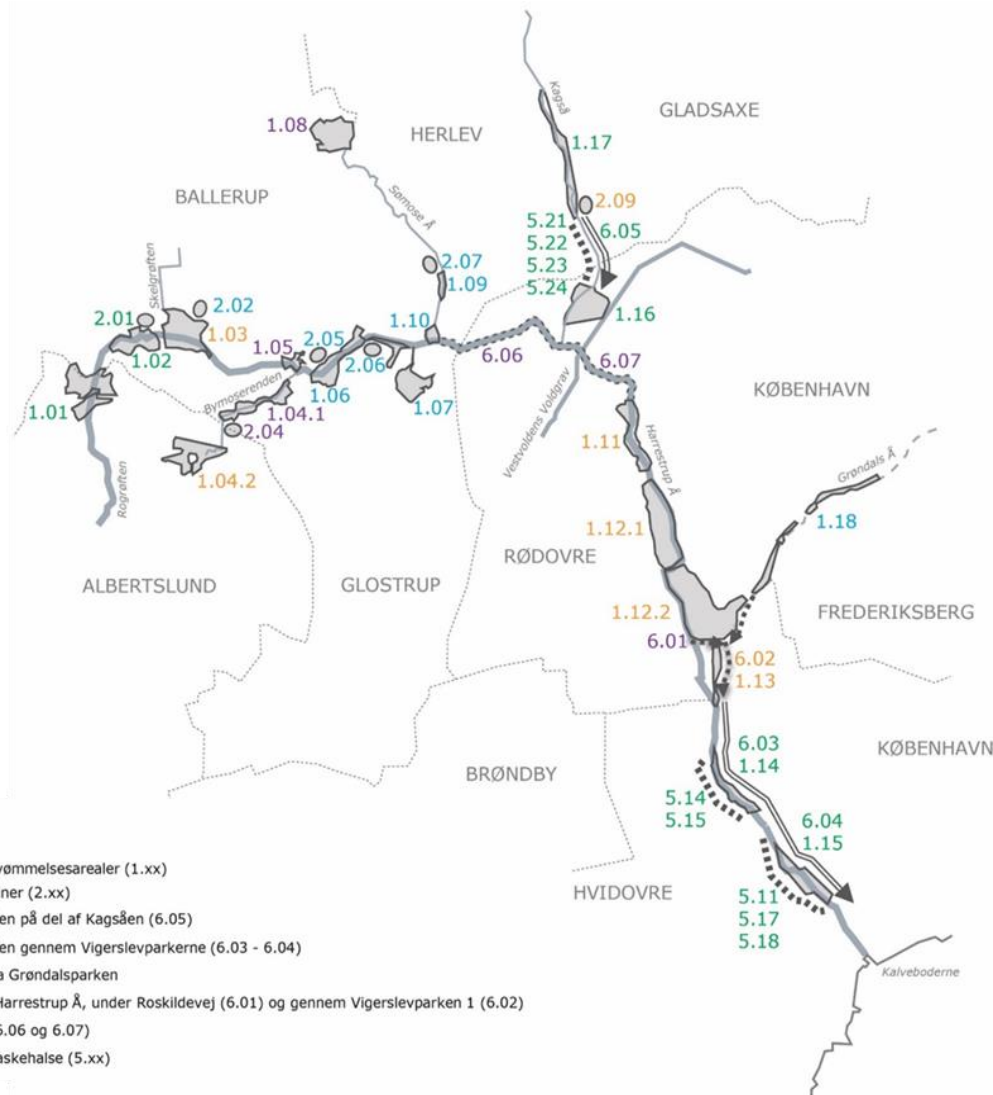 Kagså
GLADSAXE
1.08
HERLEV
1.17
BALLERUP
Sømose Å
2.09
5.21
6.05
5.22
5.23
5.24
Skelgrøften
2.07
1.09
2.01
2.02
1.16
1.03
1.10
1.02
1.05
2.05
6.06
6.07
2.06
KØBENHAVN
1.01
Bymoserenden
1.06
1.04.1
1.07
2.04
1.11
Harrestrup Å
Vestvoldens Voldgrav
1.04.2
Grøndals Å
Rogrøften
1.18
1.12.1
RØDOVRE
ALBERTSLUND
GLOSTRUP
1.12.2
FREDERIKSBERG
6.01
6.02
1.13
6.03
KØBENHAVN
1.14
BRØNDBY
5.14
5.15
6.04
1.15
HVIDOVRE
5.11
5.17
5.18
Kalveboderne
vømmelsesarealer (1.xx)
ner (2.xx)
en på del af Kagsåen (6.05)
en gennem Vigerslevparkerne (6.03 - 6.04)
a Grøndalsparken
Harrestrup Å, under Roskildevej (6.01) og gennem Vigerslevparken 1 (6.02)
6.06 og 6.07)
askehalse (5.xx)